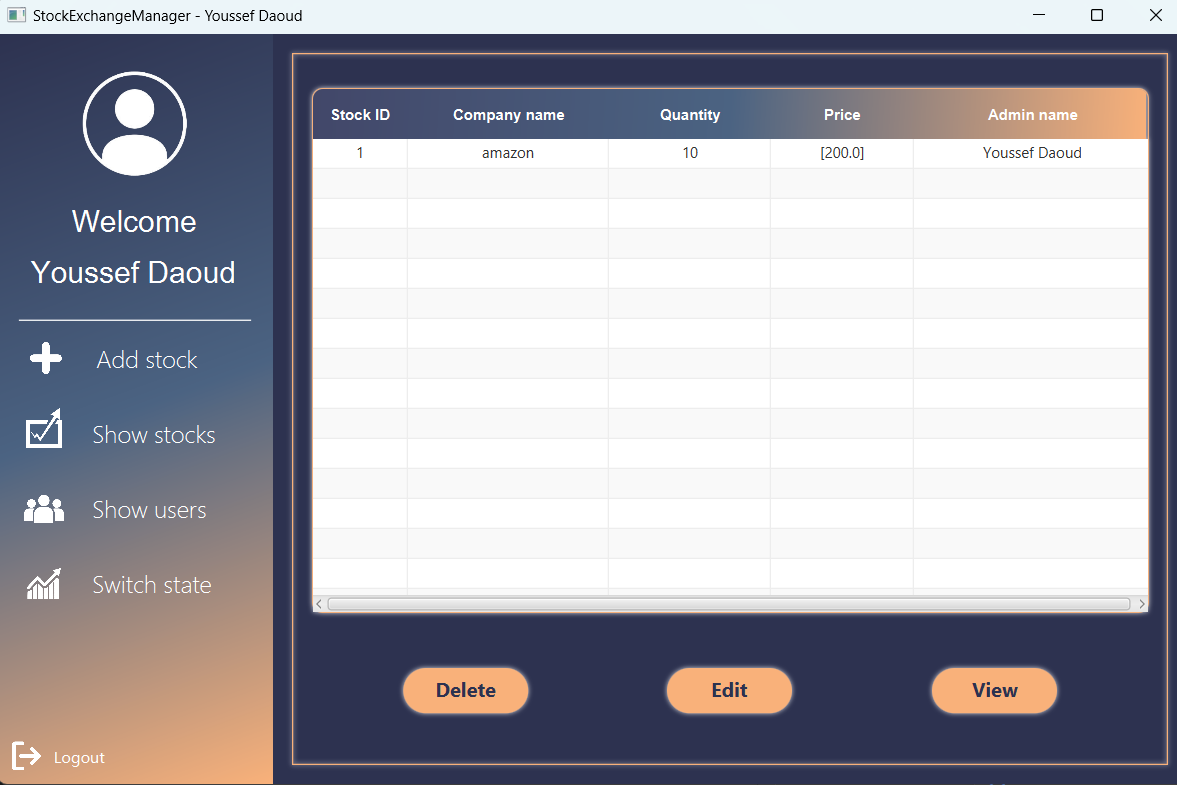 StockExchangeManager - Youssef Daoud
Welcome
Youssef Daoud
Add stock
Show stocks
Show users
Switch state
Logout
Stock ID Company name Quantity Price Admin name
1 amazon 10 [200.0] Youssef Daoud
Delete Edit View